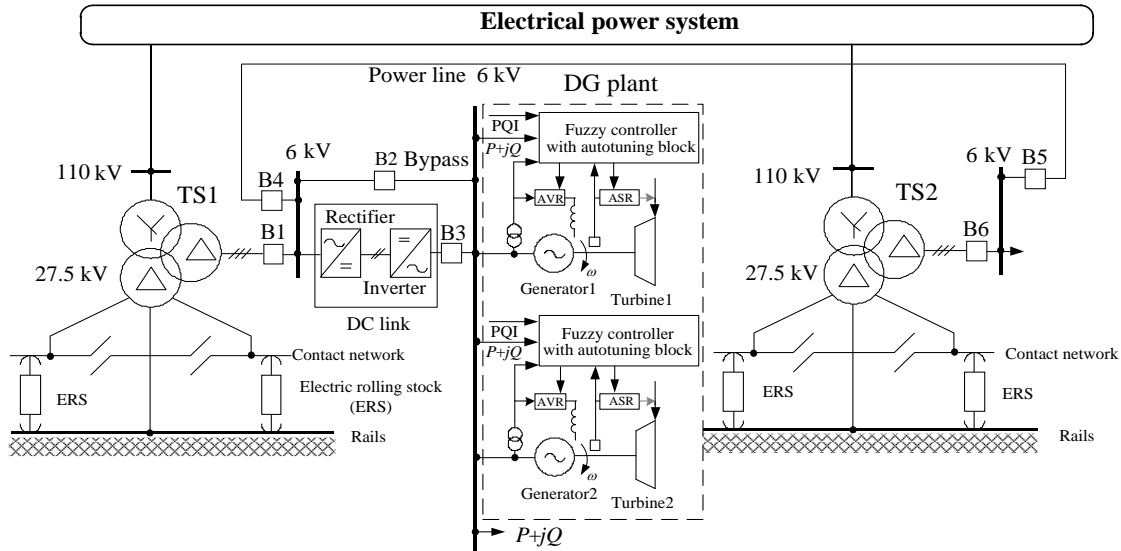 Electrical power system
Power line 6 kV
DG plant
110 kV
TS1
B4
6 kV
B2 Bypass
B1
Rectifier
Inverter
B3
DC link
27.5 kV
PQI
P+jQ
Fuzzy controller
with autotuning block
AVR
ASR
ω
Generator1
Turbine1
PQI
P+jQ
Fuzzy controller
with autotuning block
AVR
ASR
ω
Generator2
Turbine2
P+jQ
110 kV
TS2
6 kV
B5
B6
27.5 kV
Contact network
Electric rolling stock
(ERS)
ERS
Rails
Contact network
ERS
ERS
Rails